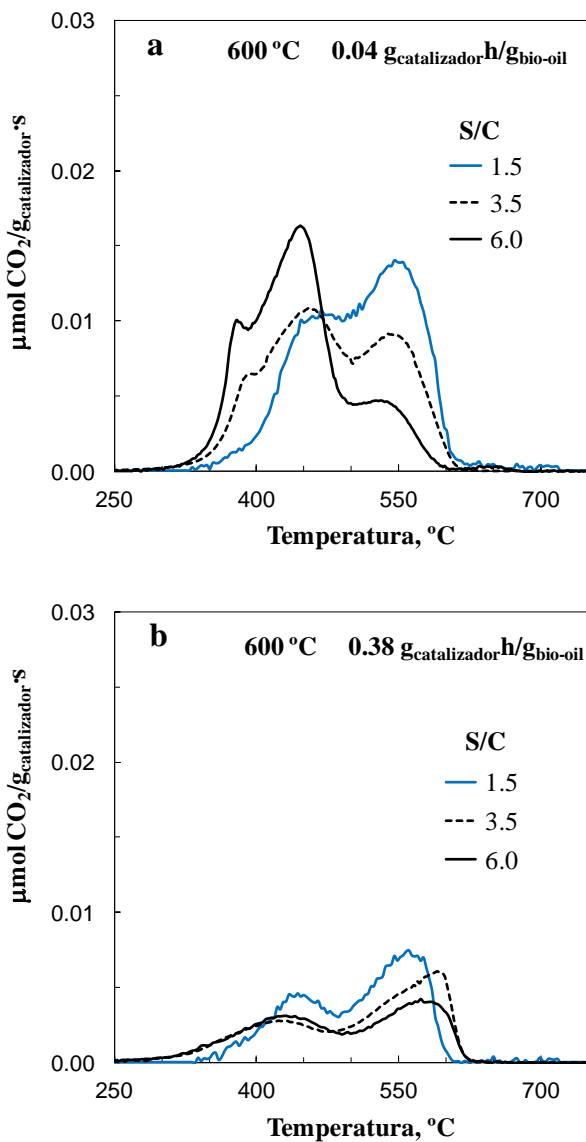 0.03
a 600 ºC 0.04 gcatalizadorh/gbio-oil
S/C
1.5
3.5
6.0
0.02
0.01
0.00
µmol CO2/gcatalizador·s
250 400 550 700
Temperatura, ºC
0.03
b 600 ºC 0.38 gcatalizadorh/gbio-oil
S/C
1.5
3.5
6.0
0.02
0.01
0.00
µmol CO2/gcatalizador·s
250 400 550 700
Temperatura, ºC